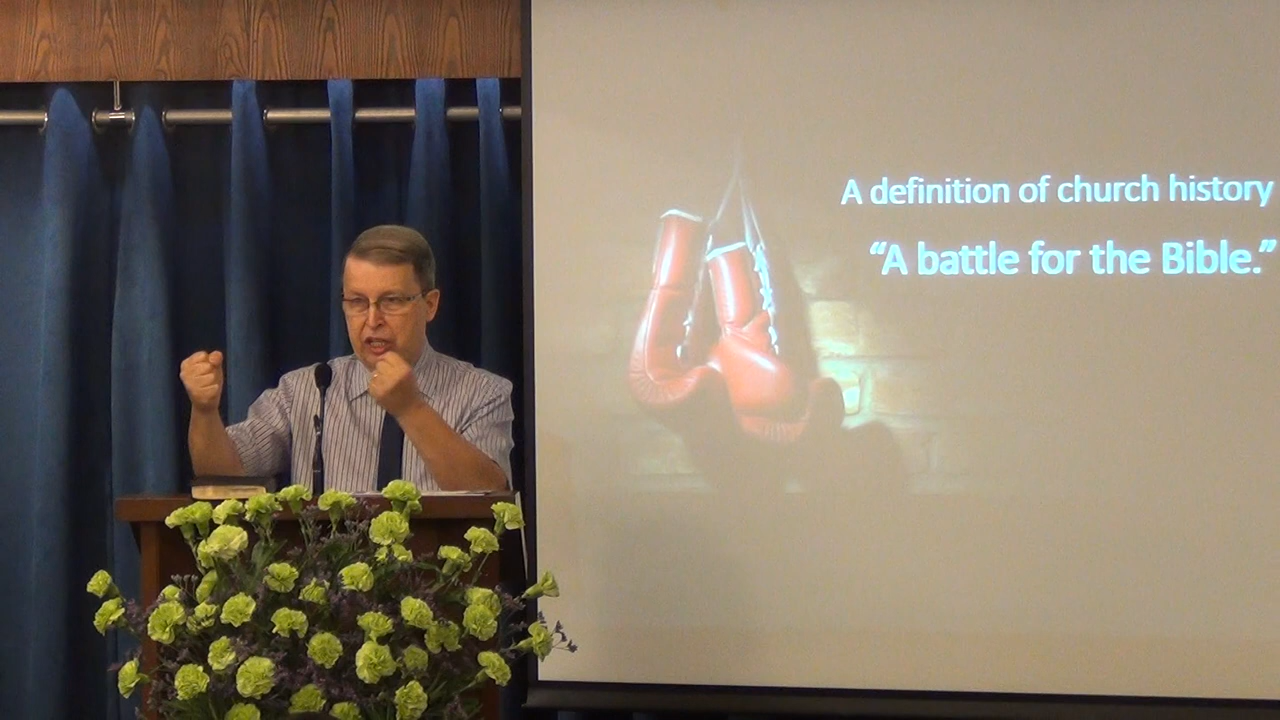 A definition of church history
“A battle for the Bible.”